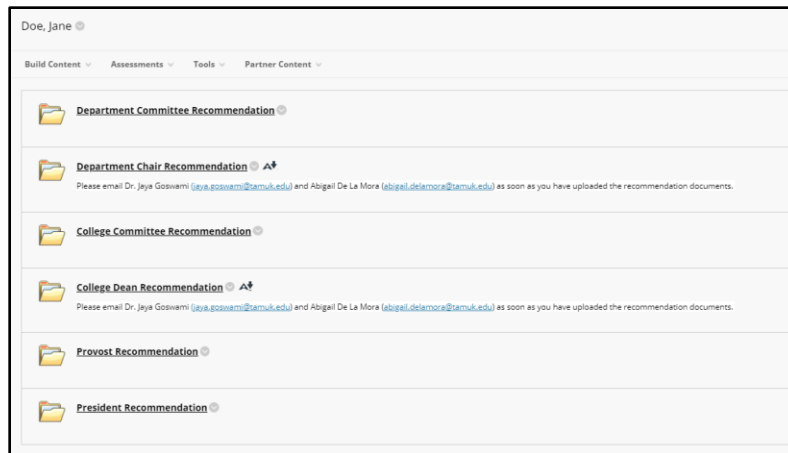 Doe, Jane
Build Content Assessments Tools Partner Content
Department Committee Recommendation
Department Chair Recommendation
Please email Dr. Jaya Goswami (jaya.goswami@tamuk.edu) and Abigail De La Mora (abigail.delamora@tamuk.edu) as soon as you have uploaded the recommendation documents.
College Committee Recommendation
College Dean Recommendation
Please email Dr. Jaya Goswami (jaya.goswami@tamuk.edu) and Abigail De La Mora (abigail.delamora@tamuk.edu) as soon as you have uploaded the recommendation documents.
Provost Recommendation
President Recommendation